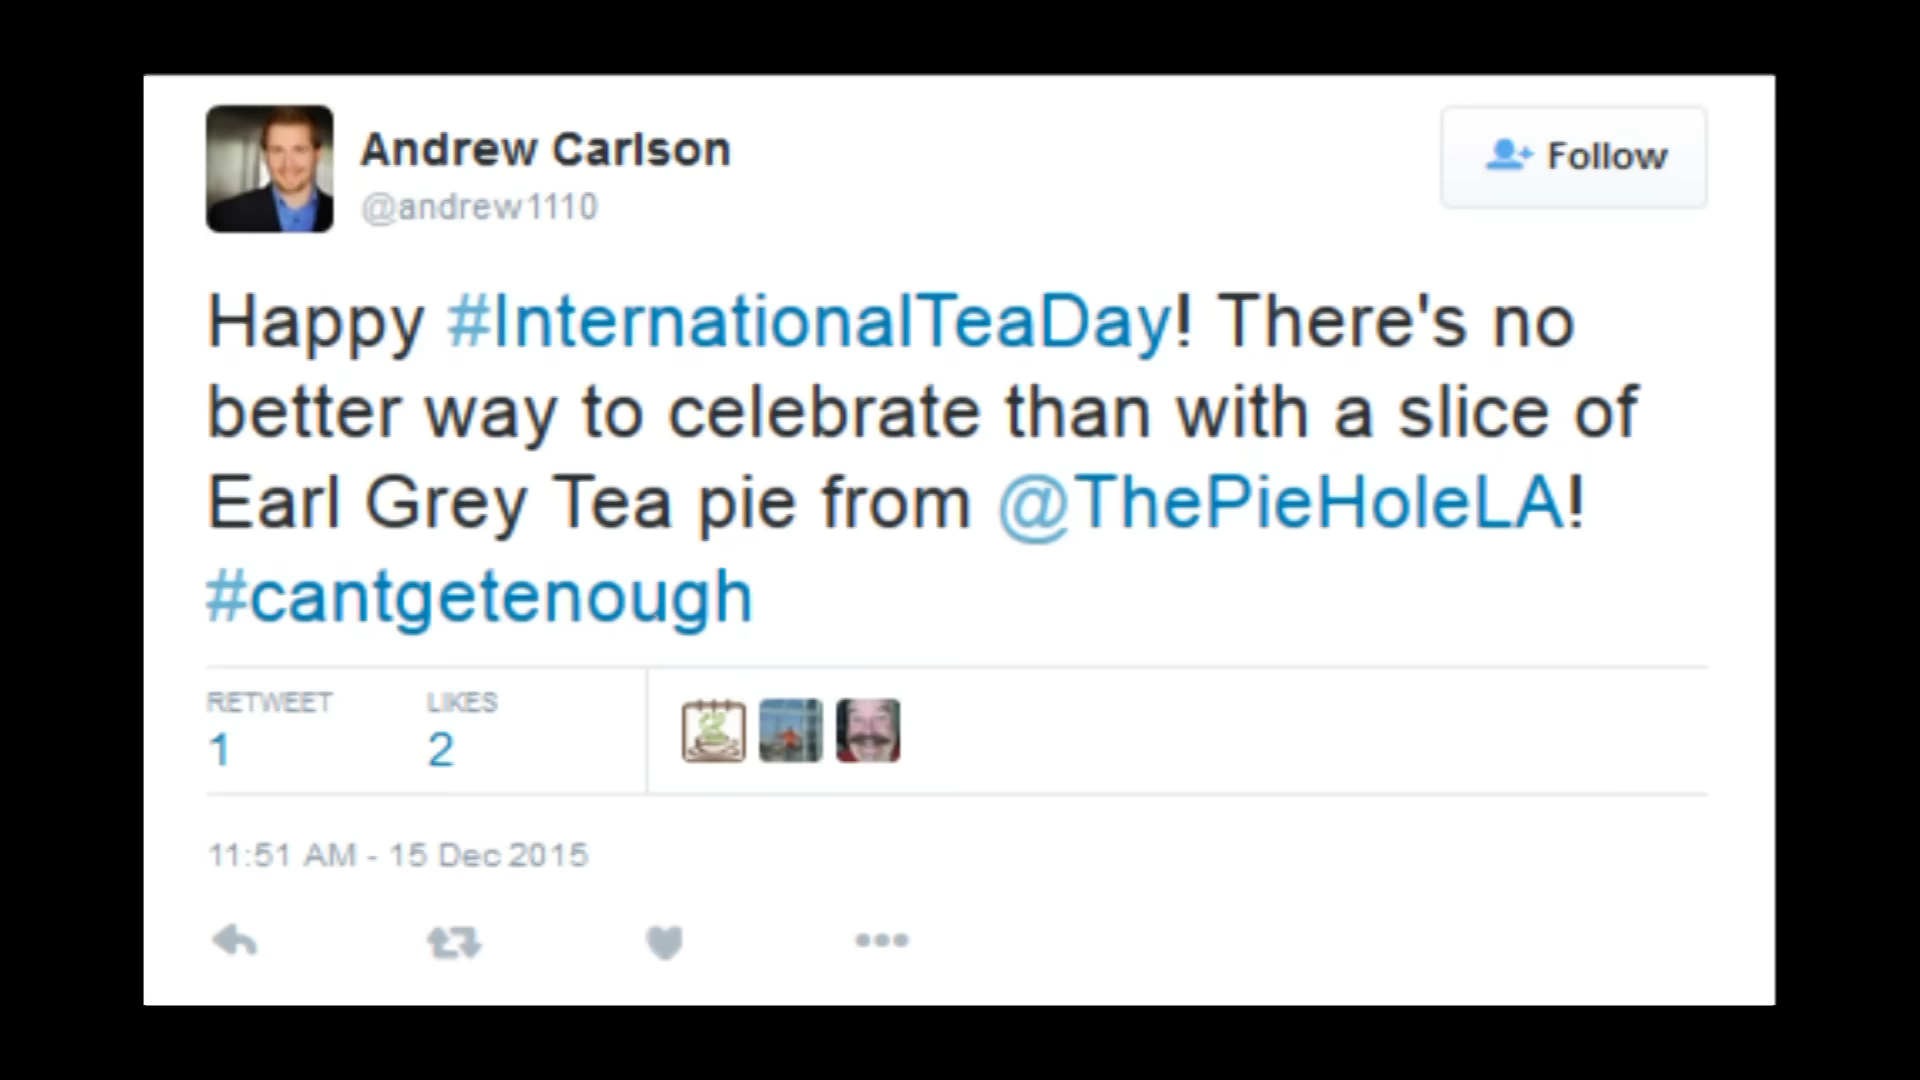 Andrew Carlson
@andrew1110
Follow
Happy #InternationalTeaDay! There's no
better way to celebrate than with a slice of
Earl Grey Tea pie from @ThePieHoleLA!
#cantgetenough
RETWEET LIKES
1 2
11:51 AM - 15 Dec 2015